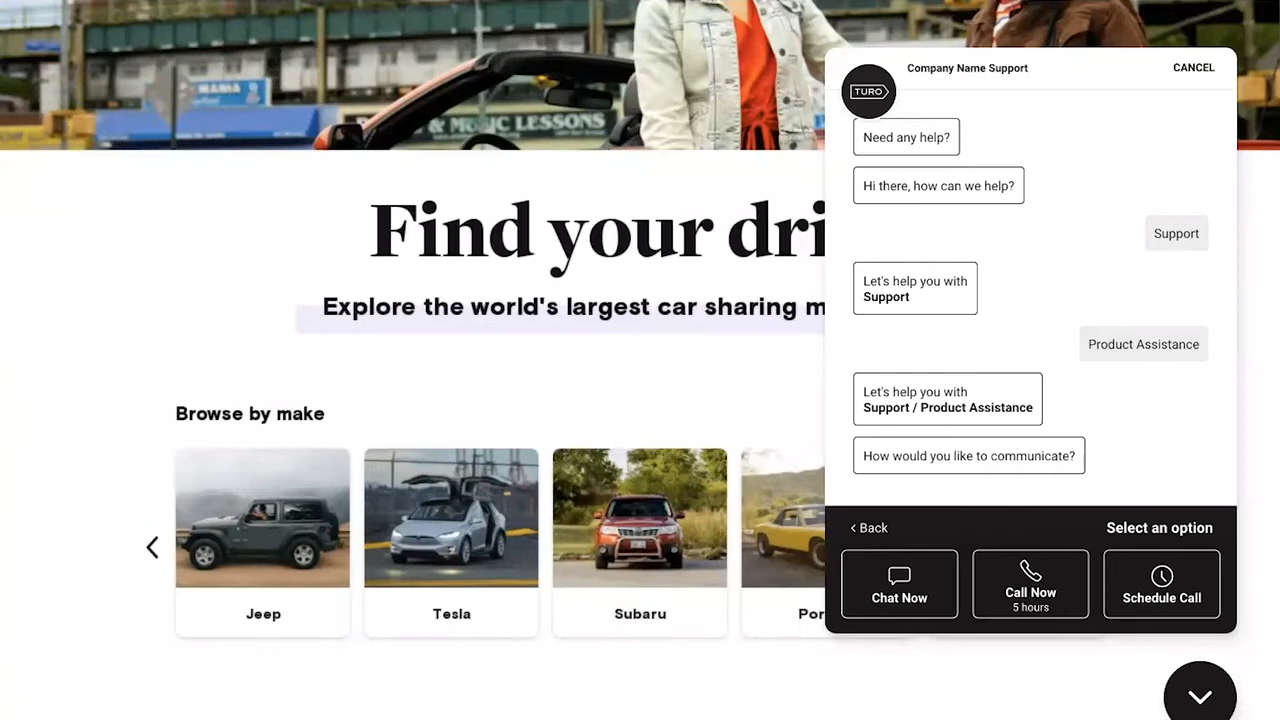 MANIA
& MUSIC LESSONS
Find your dri
Explore the world's largest car sharing m
Browse by make
Jeep
Tesla
Subaru
Por
TURO
Company Name Support
CANCEL
Need any help?
Hi there, how can we help?
Support
Let's help you with
Support
Product Assistance
Let's help you with
Support / Product Assistance
How would you like to communicate?
< Back
Select an option
Chat Now
Call Now
5 hours
Schedule Call